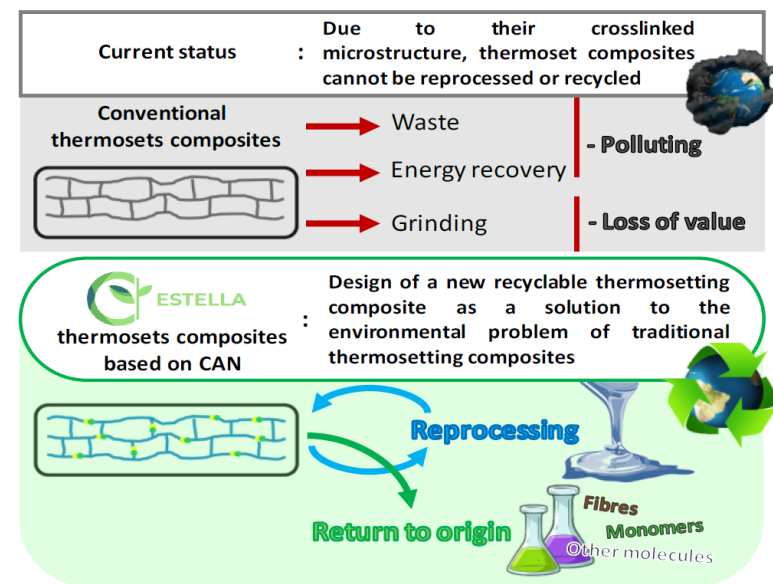 Current status : Due to their crosslinked
microstructure, thermoset composites
cannot be reprocessed or recycled
Conventional
thermosets composites
Waste
Energy recovery
Grinding
- Polluting
- Loss of value
ESTELLA
thermosets composites
based on CAN
: Design of a new recyclable thermosetting
composite as a solution to the
environmental problem of traditional
thermosetting composites
Reprocessing
Return to origin
Fibres
Monomers
Other molecules